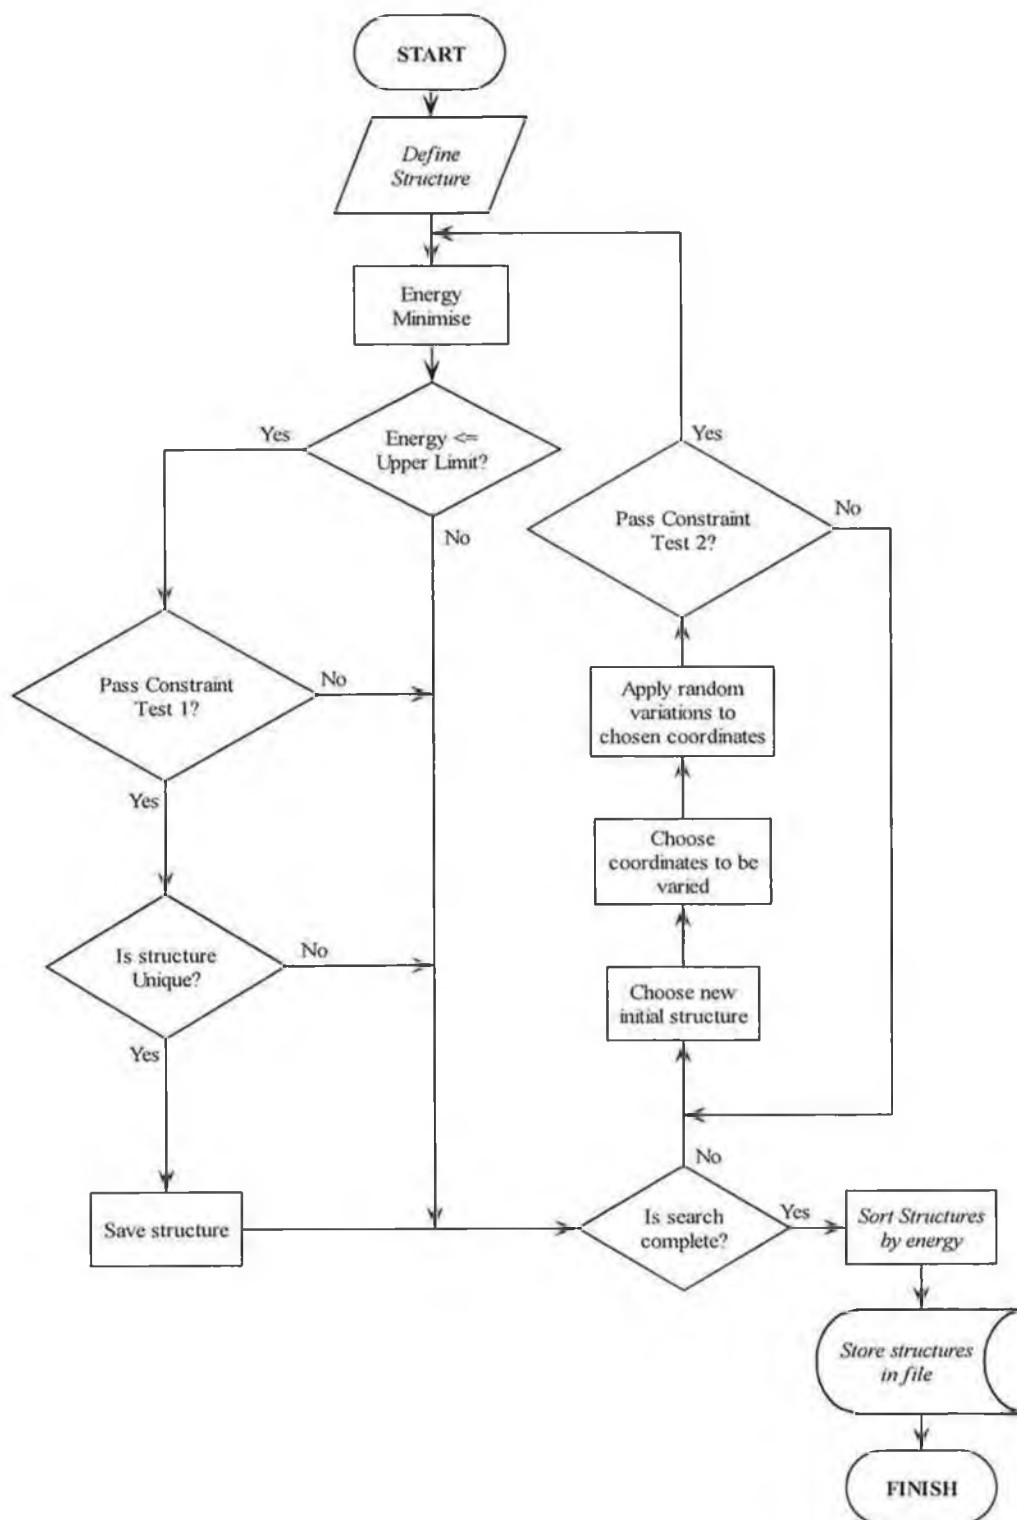 START
Define
Structure
Energy
Minimise
Yes
Energy <=
Upper Limit?
No
Yes
Pass Constraint
Test 2?
No
Pass Constraint
Test 1?
No
Yes
Apply random
variations to
chosen coordinates
Choose
coordinates to be
varied
Is structure
Unique?
No
Yes
Choose new
initial structure
No
Save structure
Is search
complete?
Yes
Sort Structures
by energy
Store structures
in file
FINISH